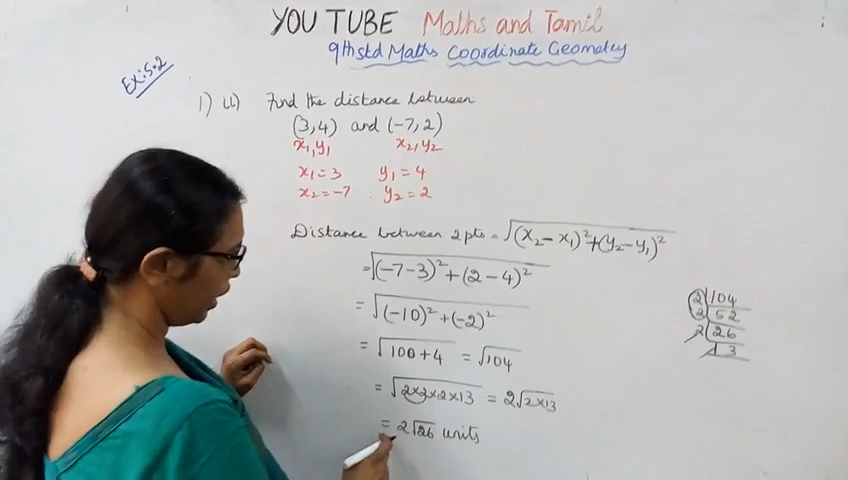 YOU TUBE Maths and Tamil
9th std Maths Coordinate Geometry
Ex:5.2
1) (ii) Find the distance between
(3,4) and (-7,2)
x₁,y₁ x₂,y₂
x₁=3 y₁=4
x₂=-7 y₂=2
Distance between 2 pts = √(x₂-x₁)²+(y₂-y₁)²
=√(-7-3)²+(2-4)²
=√(-10)²+(-2)²
=√100+4 =√104
=√2×2×2×13 = 2√2×13
= 2√26 units
2|104
2|52
2|26
13